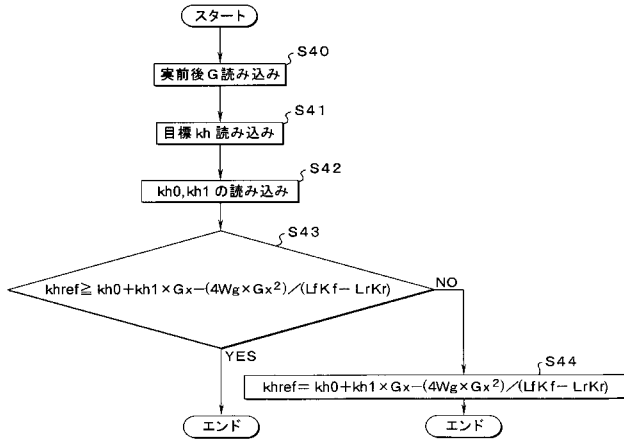 スタート
S40
実前後G読み込み
S41
目標kh読み込み
S42
kh0,kh1の読み込み
S43
khref≧kh0+kh1×Gx−(4Wg×Gx²)/(LfKf−LrKr)
NO
YES
S44
khref=kh0+kh1×Gx−(4Wg×Gx²)/(LfKf−LrKr)
エンド
エンド